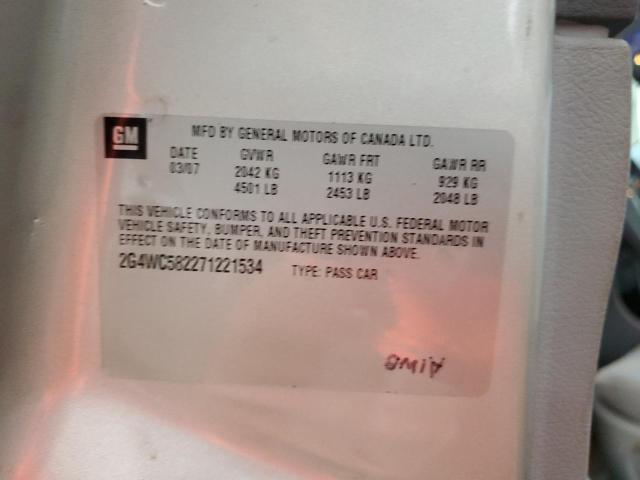 GM
MFD BY GENERAL MOTORS OF CANADA LTD.
DATE GVWR GAWR FRT GAWR RR
03/07 2042 KG 1113 KG 929 KG
4501 LB 2453 LB 2048 LB
THIS VEHICLE CONFORMS TO ALL APPLICABLE U.S. FEDERAL MOTOR
VEHICLE SAFETY, BUMPER, AND THEFT PREVENTION STANDARDS IN
EFFECT ON THE DATE OF MANUFACTURE SHOWN ABOVE.
2G4WC582271221534 TYPE: PASS CAR